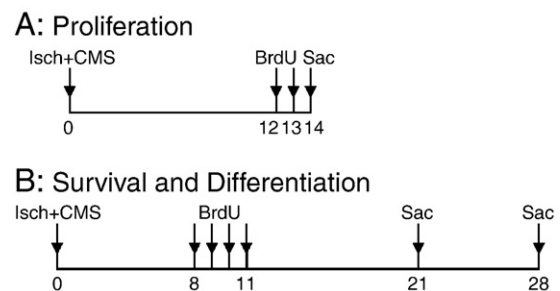 A: Proliferation
Isch+CMS BrdU Sac
0 12 13 14
B: Survival and Differentiation
Isch+CMS BrdU Sac Sac
0 8 11 21 28